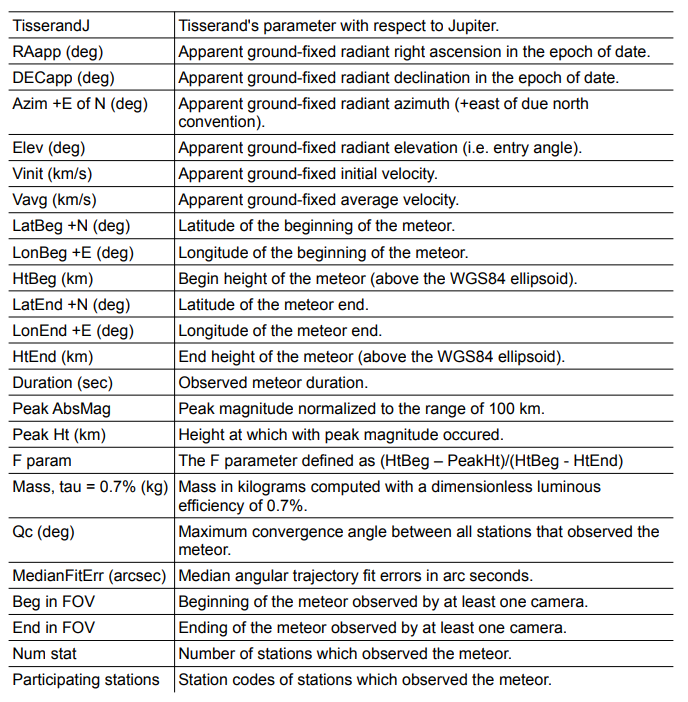 TisserandJ Tisserand's parameter with respect to Jupiter.
RAapp (deg) Apparent ground-fixed radiant right ascension in the epoch of date.
DECapp (deg) Apparent ground-fixed radiant declination in the epoch of date.
Azim +E of N (deg) Apparent ground-fixed radiant azimuth (+east of due north
convention).
Elev (deg) Apparent ground-fixed radiant elevation (i.e. entry angle).
Vinit (km/s) Apparent ground-fixed initial velocity.
Vavg (km/s) Apparent ground-fixed average velocity.
LatBeg +N (deg) Latitude of the beginning of the meteor.
LonBeg +E (deg) Longitude of the beginning of the meteor.
HtBeg (km) Begin height of the meteor (above the WGS84 ellipsoid).
LatEnd +N (deg) Latitude of the meteor end.
LonEnd +E (deg) Longitude of the meteor end.
HtEnd (km) End height of the meteor (above the WGS84 ellipsoid).
Duration (sec) Observed meteor duration.
Peak AbsMag Peak magnitude normalized to the range of 100 km.
Peak Ht (km) Height at which with peak magnitude occured.
F param The F parameter defined as (HtBeg – PeakHt)/(HtBeg - HtEnd)
Mass, tau = 0.7% (kg) Mass in kilograms computed with a dimensionless luminous
efficiency of 0.7%.
Qc (deg) Maximum convergence angle between all stations that observed the
meteor.
MedianFitErr (arcsec) Median angular trajectory fit errors in arc seconds.
Beg in FOV Beginning of the meteor observed by at least one camera.
End in FOV Ending of the meteor observed by at least one camera.
Num stat Number of stations which observed the meteor.
Participating stations Station codes of stations which observed the meteor.